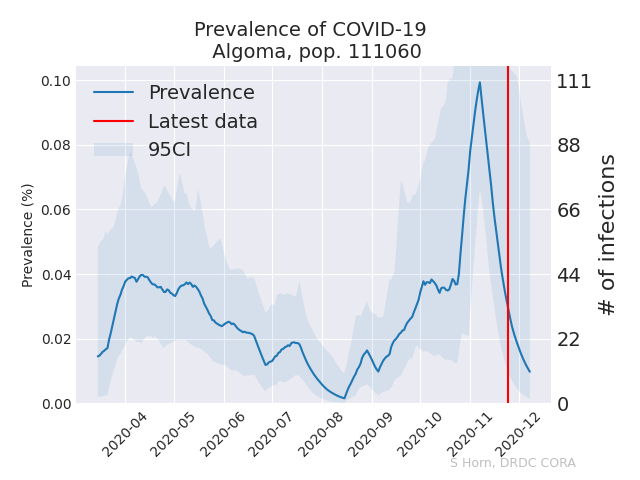 Prevalence of COVID-19
Algoma, pop. 111060
Prevalence
Latest data
95CI
Prevalence (%)
0.10
0.08
0.06
0.04
0.02
0.00
111
88
66
44
22
0
# of infections
2020-04
2020-05
2020-06
2020-07
2020-08
2020-09
2020-10
2020-11
2020-12
S Horn, DRDC CORA